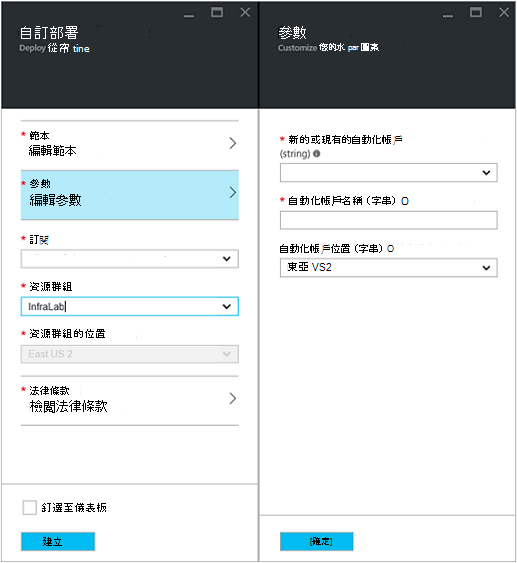 自訂部署
Deploy 從帝 tine
* 範本
編輯範本
* 參數
編輯參數
* 訂閱
* 資源群組
InfraLab
* 資源群組的位置
East US 2
* 法律條款
檢閱法律條款
釘選至儀表板
建立
參數
Customize 您的水 par 圖素
* 新的或現有的自動化帳戶
(string)
* 自動化帳戶名稱 (字串) O
自動化帳戶位置 (字串) O
東亞 VS2
[確定]